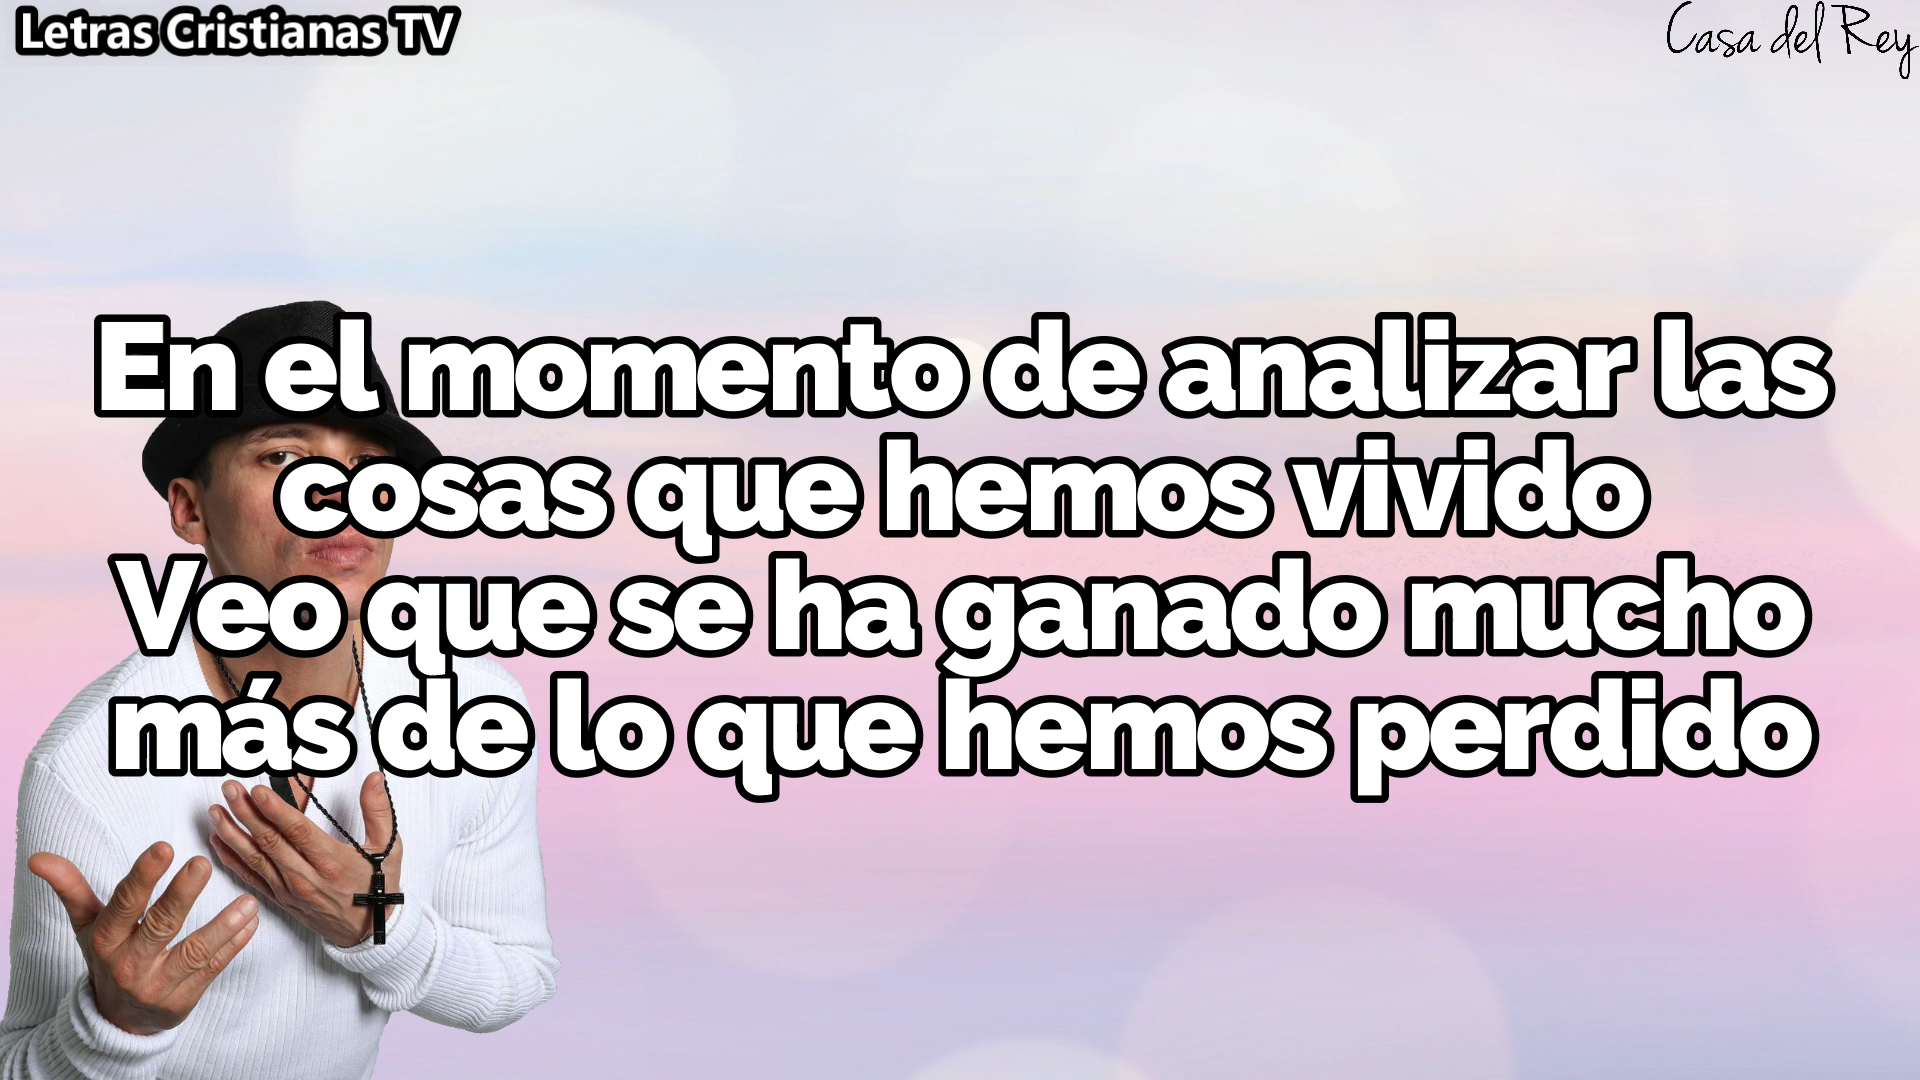 Letras Cristianas TV
Casa del Rey
En el momento de analizar las
cosas que hemos vivido
Veo que se ha ganado mucho
más de lo que hemos perdido